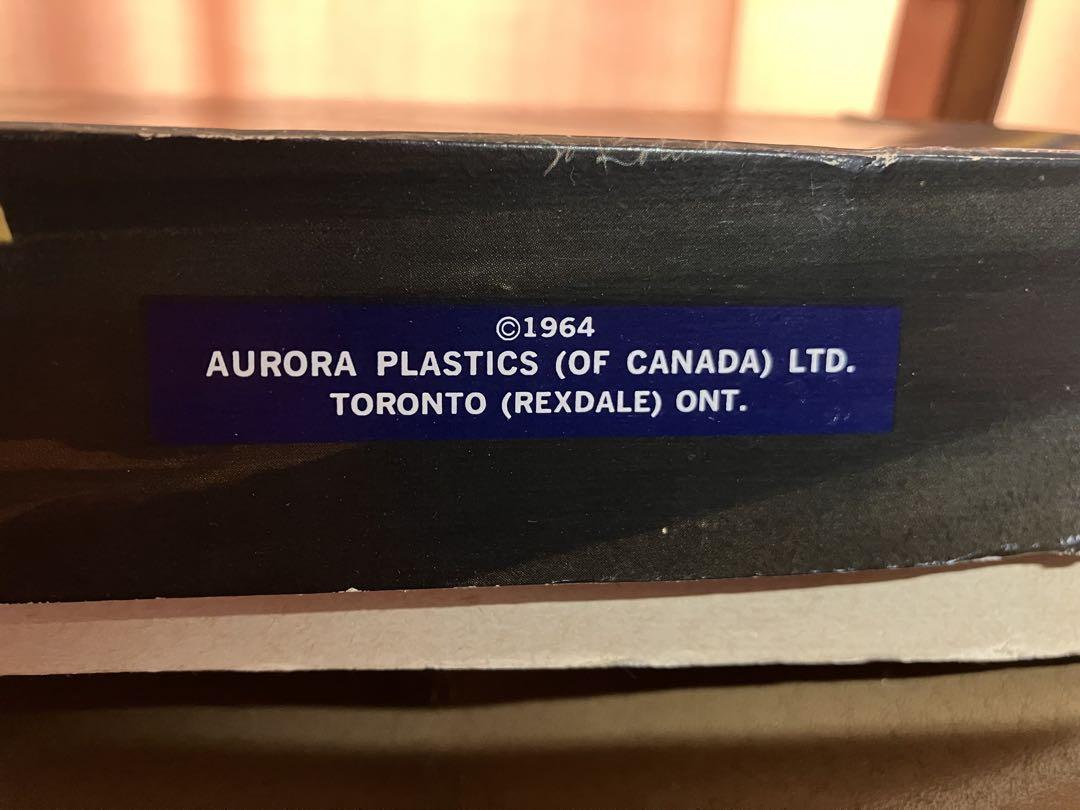 ©1964
AURORA PLASTICS (OF CANADA) LTD.
TORONTO (REXDALE) ONT.